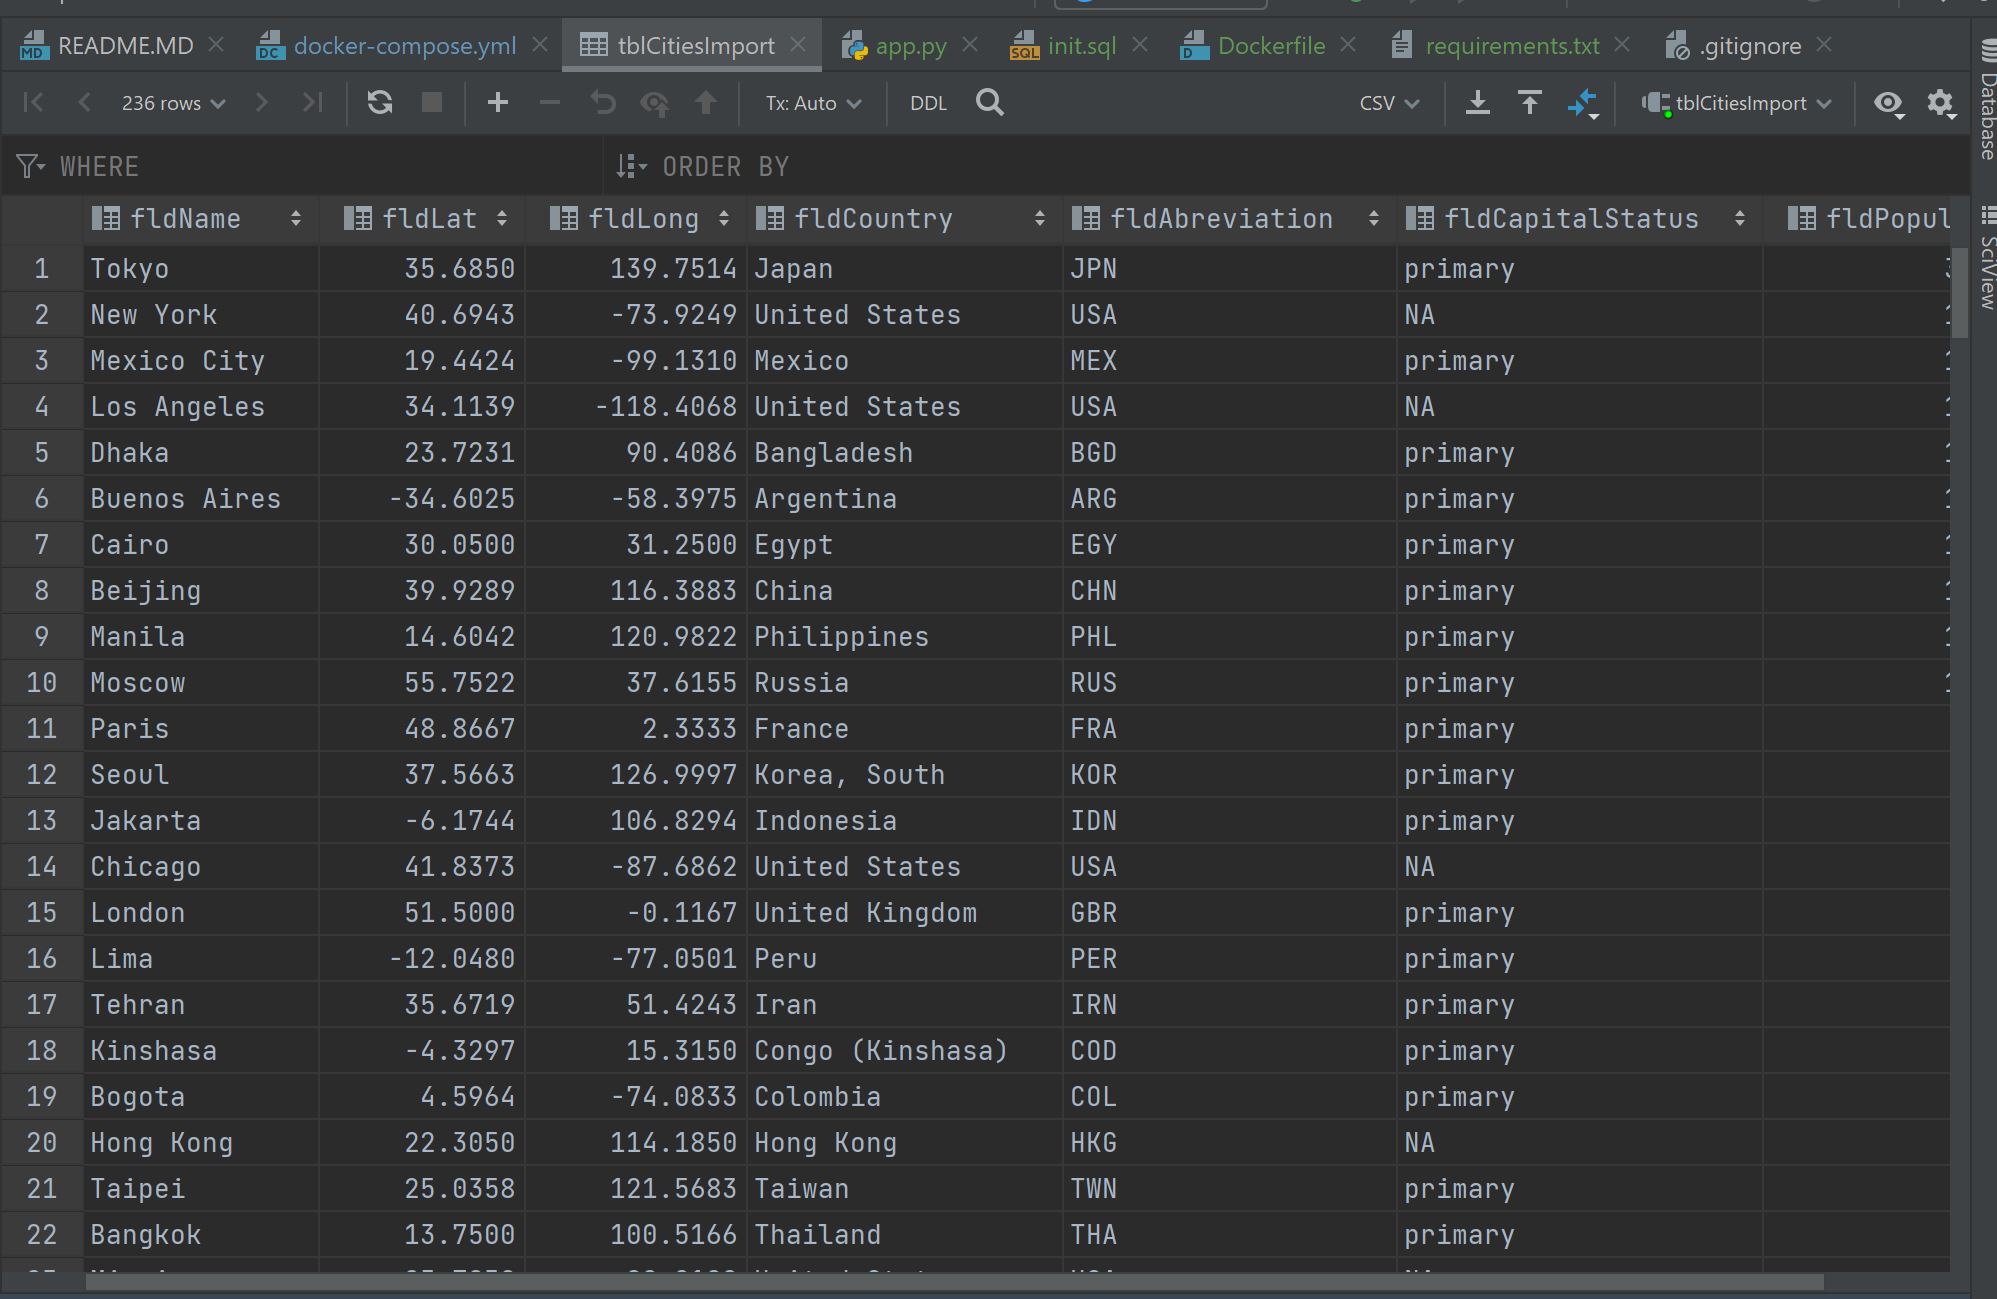 README.MD docker-compose.yml tblCitiesImport app.py init.sql Dockerfile requirements.txt .gitignore
236 rows Tx: Auto DDL CSV tblCitiesImport
WHERE ORDER BY
fldName fldLat fldLong fldCountry fldAbreviation fldCapitalStatus fldPopul
1 Tokyo 35.6850 139.7514 Japan JPN primary
2 New York 40.6943 -73.9249 United States USA NA
3 Mexico City 19.4424 -99.1310 Mexico MEX primary
4 Los Angeles 34.1139 -118.4068 United States USA NA
5 Dhaka 23.7231 90.4086 Bangladesh BGD primary
6 Buenos Aires -34.6025 -58.3975 Argentina ARG primary
7 Cairo 30.0500 31.2500 Egypt EGY primary
8 Beijing 39.9289 116.3883 China CHN primary
9 Manila 14.6042 120.9822 Philippines PHL primary
10 Moscow 55.7522 37.6155 Russia RUS primary
11 Paris 48.8667 2.3333 France FRA primary
12 Seoul 37.5663 126.9997 Korea, South KOR primary
13 Jakarta -6.1744 106.8294 Indonesia IDN primary
14 Chicago 41.8373 -87.6862 United States USA NA
15 London 51.5000 -0.1167 United Kingdom GBR primary
16 Lima -12.0480 -77.0501 Peru PER primary
17 Tehran 35.6719 51.4243 Iran IRN primary
18 Kinshasa -4.3297 15.3150 Congo (Kinshasa) COD primary
19 Bogota 4.5964 -74.0833 Colombia COL primary
20 Hong Kong 22.3050 114.1850 Hong Kong HKG NA
21 Taipei 25.0358 121.5683 Taiwan TWN primary
22 Bangkok 13.7500 100.5166 Thailand THA primary
Database
SciView